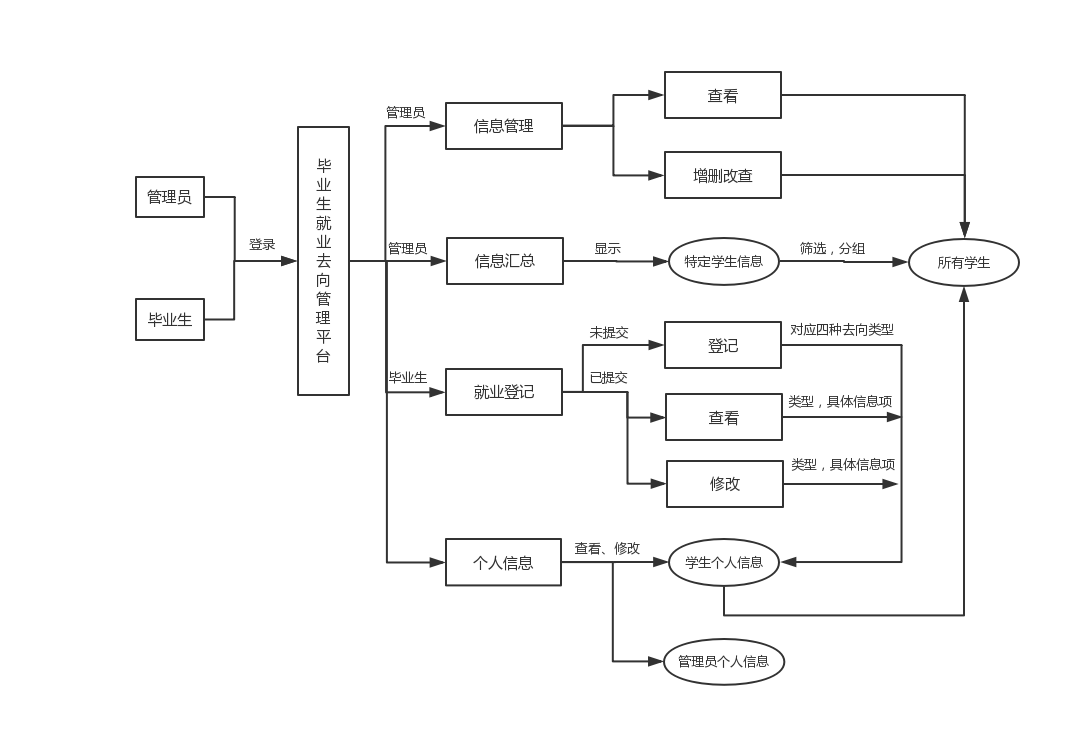 管理员
毕业生
登录
毕业生就业去向管理平台
管理员
信息管理
查看
增删改查
管理员
信息汇总
显示
特定学生信息
筛选，分组
所有学生
毕业生
就业登记
未提交
登记
对应四种去向类型
已提交
查看
类型，具体信息项
修改
类型，具体信息项
个人信息
查看、修改
学生个人信息
管理员个人信息